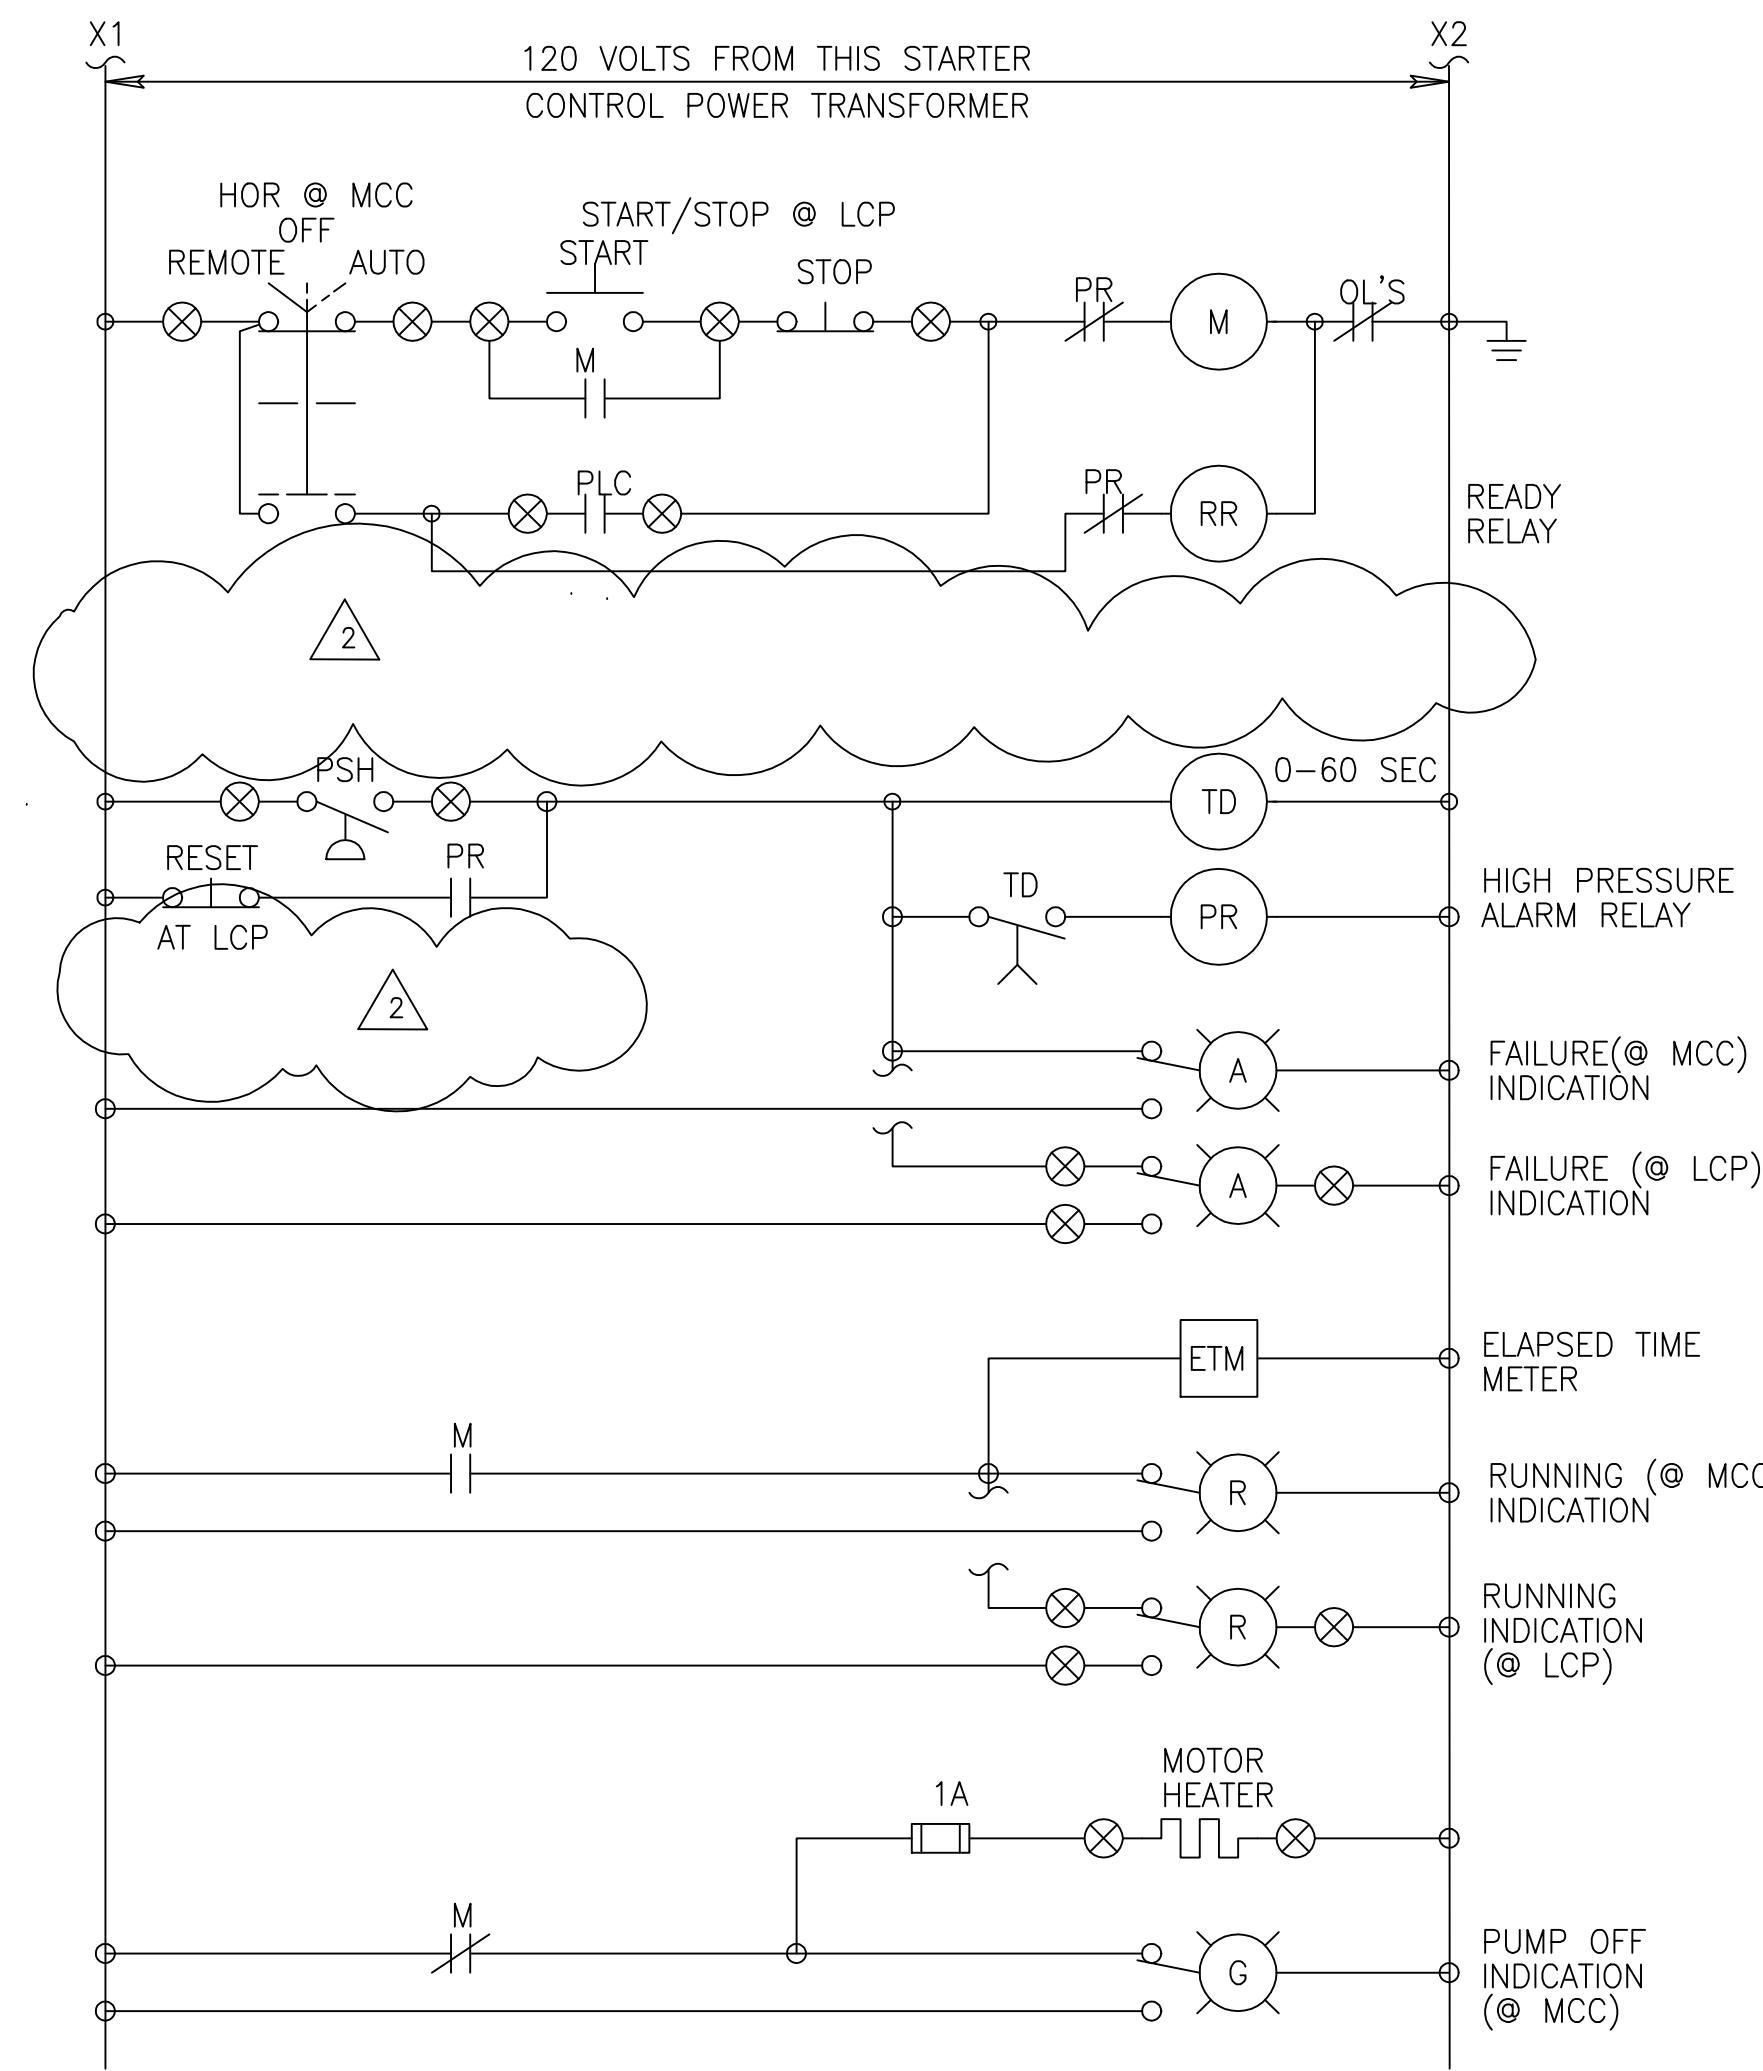 X1
X2
120 VOLTS FROM THIS STARTER
CONTROL POWER TRANSFORMER
HOR @ MCC
OFF
REMOTE AUTO
START/STOP @ LCP
START
STOP
PR
M
OL'S
M
PLC
PR
RR
READY
RELAY
2
PSH
TD
0-60 SEC
RESET
PR
AT LCP
TD
PR
HIGH PRESSURE
ALARM RELAY
2
A
FAILURE(@ MCC)
INDICATION
A
FAILURE (@ LCP)
INDICATION
ETM
ELAPSED TIME
METER
M
R
RUNNING (@ MCC
INDICATION
R
RUNNING
INDICATION
(@ LCP)
1A
MOTOR
HEATER
M
G
PUMP OFF
INDICATION
(@ MCC)